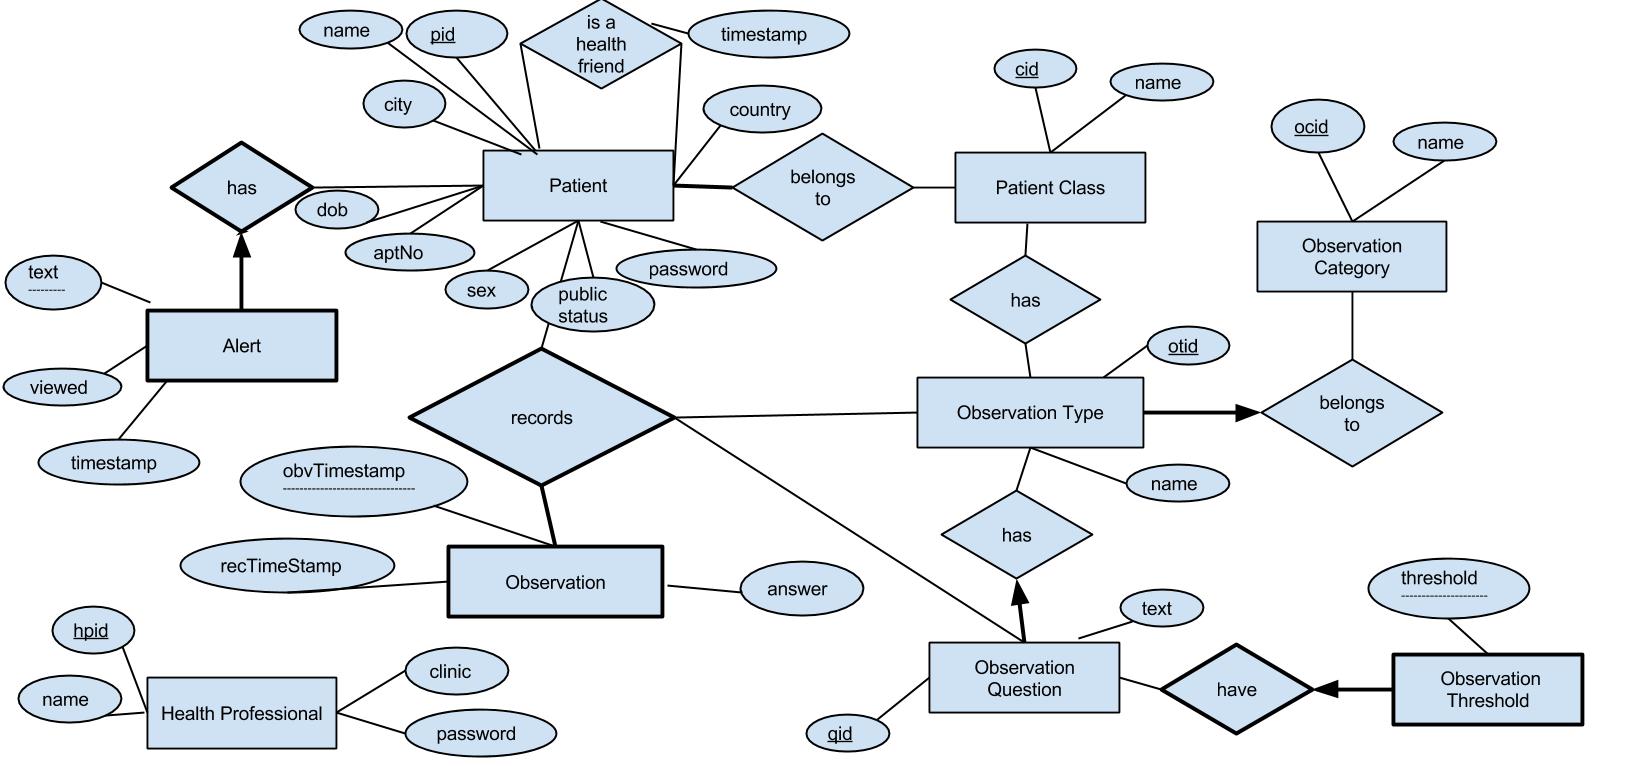 is a
health
friend
name
pid
timestamp
city
country
cid
name
ocid
name
has
dob
Patient
belongs
to
Patient Class
aptNo
sex
public
status
password
Observation
Category
text
has
Alert
viewed
timestamp
otid
records
Observation Type
belongs
to
obvTimestamp
name
has
recTimeStamp
Observation
answer
threshold
text
hpid
name
Health Professional
clinic
password
Observation
Question
qid
have
Observation
Threshold